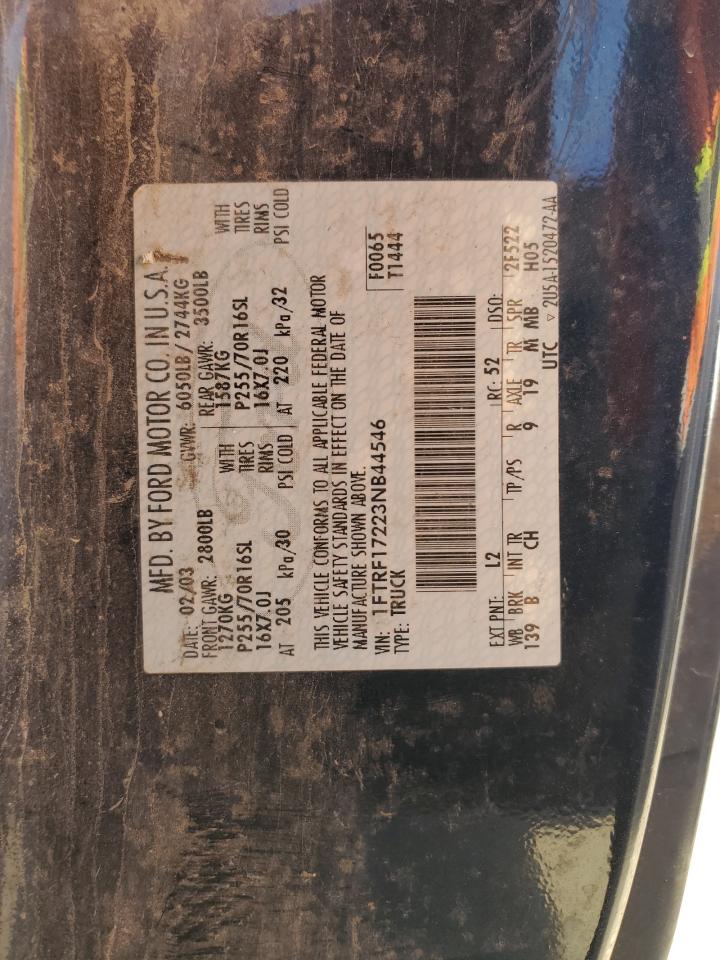 MFD. BY FORD MOTOR CO. IN U.S.A.
DATE: 02/03 GVWR: 6050LB/ 2744KG
FRONT GAWR: 2800LB REAR GAWR: 3500LB
1270KG WITH 1587KG WITH
P255/70R16SL TIRES P255/70R16SL TIRES
16X7.0J RIMS 16X7.0J RIMS
AT 205 kPa/30 PSI COLD AT 220 kPa/32 PSI COLD
THIS VEHICLE CONFORMS TO ALL APPLICABLE FEDERAL MOTOR
VEHICLE SAFETY STANDARDS IN EFFECT ON THE DATE OF
MANUFACTURE SHOWN ABOVE.
VIN: 1FTRF17223NB44546 F0065
TYPE: TRUCK T1444
EXT PNT: L2 RC: 52 DSO:
WB BRK INT TR TP/PS R AXLE TR SPR 2F522
139 B CH 9 19 M MB H05
UTC ▽ 2U5A-1520472-AA